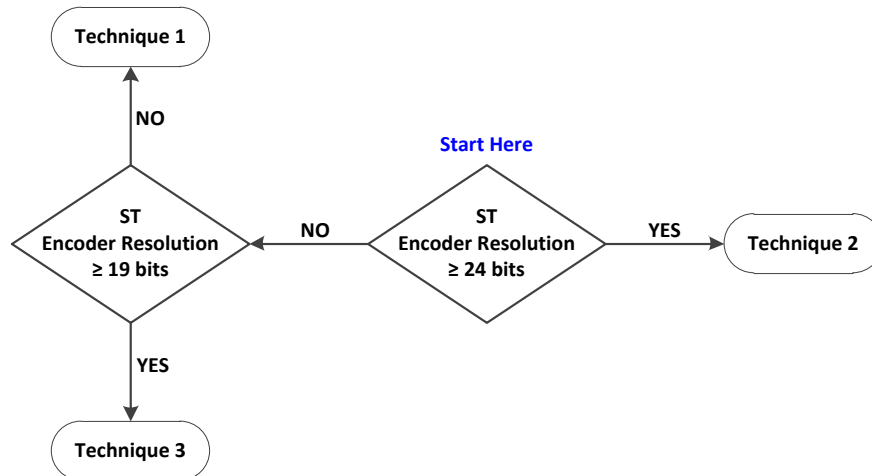 Technique 1
NO
Start Here
ST
Encoder Resolution
≥ 19 bits
NO
ST
Encoder Resolution
≥ 24 bits
YES
Technique 2
YES
Technique 3